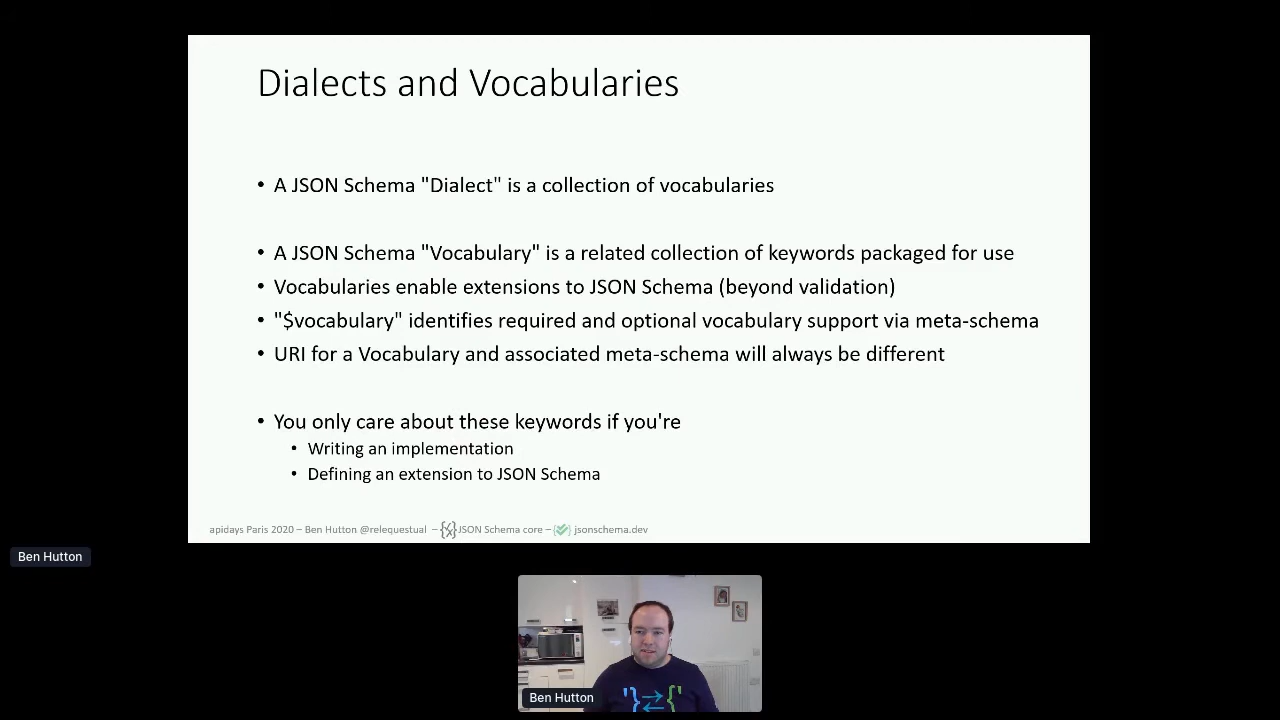 Dialects and Vocabularies
• A JSON Schema "Dialect" is a collection of vocabularies
• A JSON Schema "Vocabulary" is a related collection of keywords packaged for use
• Vocabularies enable extensions to JSON Schema (beyond validation)
• "$vocabulary" identifies required and optional vocabulary support via meta-schema
• URI for a Vocabulary and associated meta-schema will always be different
• You only care about these keywords if you're
• Writing an implementation
• Defining an extension to JSON Schema
apidays Paris 2020 – Ben Hutton @relequestual – JSON Schema core – jsonschema.dev
Ben Hutton
Ben Hutton